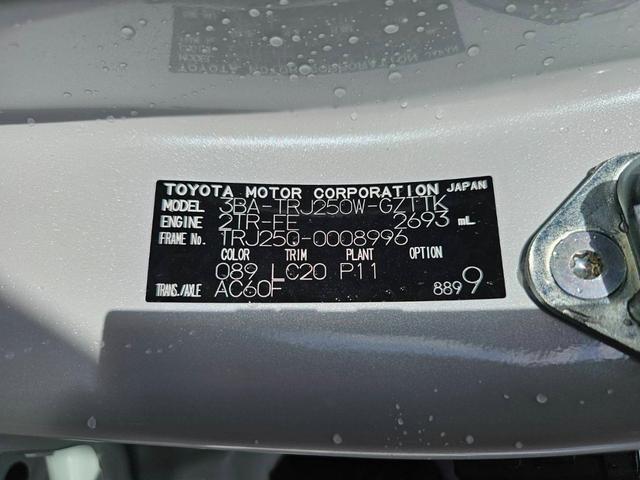 TOYOTA MOTOR CORPORATION JAPAN
MODEL 3BA-TRJ250W-GZTTK
ENGINE 2TR-FE 2693 mL
FRAME No. TRJ250-0008996
COLOR TRIM PLANT OPTION
089 LC20 P11
TRANS./AXLE AC60F 889 9